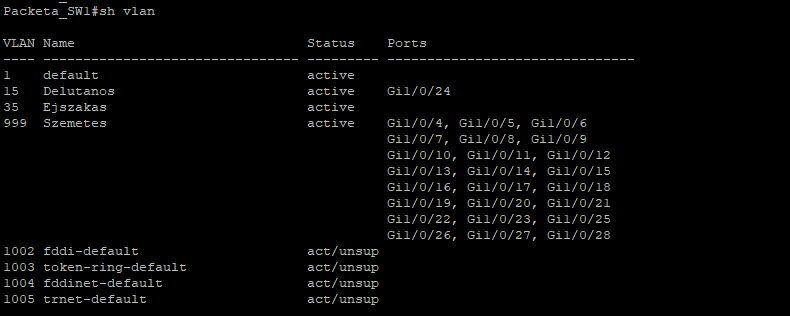 Packeta_SW1#sh vlan
VLAN Name                             Status    Ports
---- -------------------------------- --------- -------------------------------
1    default                          active
15   Delutanos                        active    Gi1/0/24
35   Ejszakas                         active
999  Szemetes                         active    Gi1/0/4, Gi1/0/5, Gi1/0/6
                                                Gi1/0/7, Gi1/0/8, Gi1/0/9
                                                Gi1/0/10, Gi1/0/11, Gi1/0/12
                                                Gi1/0/13, Gi1/0/14, Gi1/0/15
                                                Gi1/0/16, Gi1/0/17, Gi1/0/18
                                                Gi1/0/19, Gi1/0/20, Gi1/0/21
                                                Gi1/0/22, Gi1/0/23, Gi1/0/25
                                                Gi1/0/26, Gi1/0/27, Gi1/0/28
1002 fddi-default                     act/unsup
1003 token-ring-default               act/unsup
1004 fddinet-default                  act/unsup
1005 trnet-default                    act/unsup